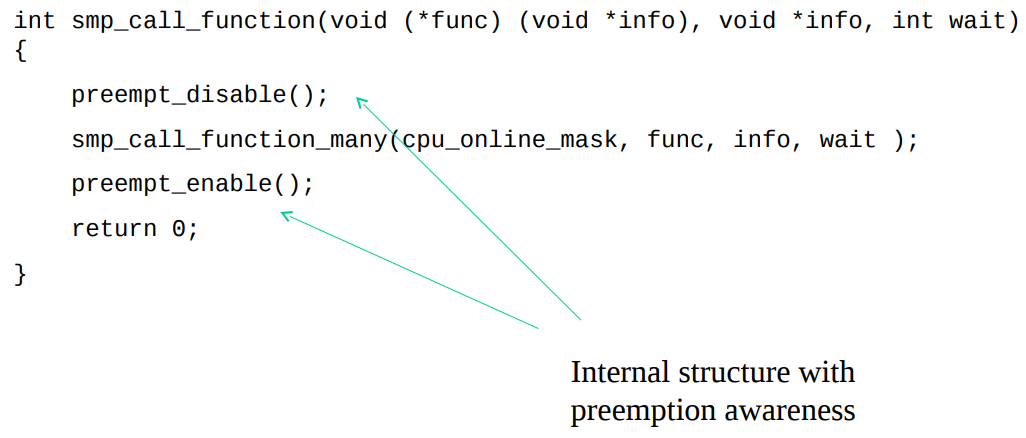 int smp_call_function(void (*func) (void *info), void *info, int wait)
{
preempt_disable();
smp_call_function_many(cpu_online_mask, func, info, wait );
preempt_enable();
return 0;
}
Internal structure with
preemption awareness